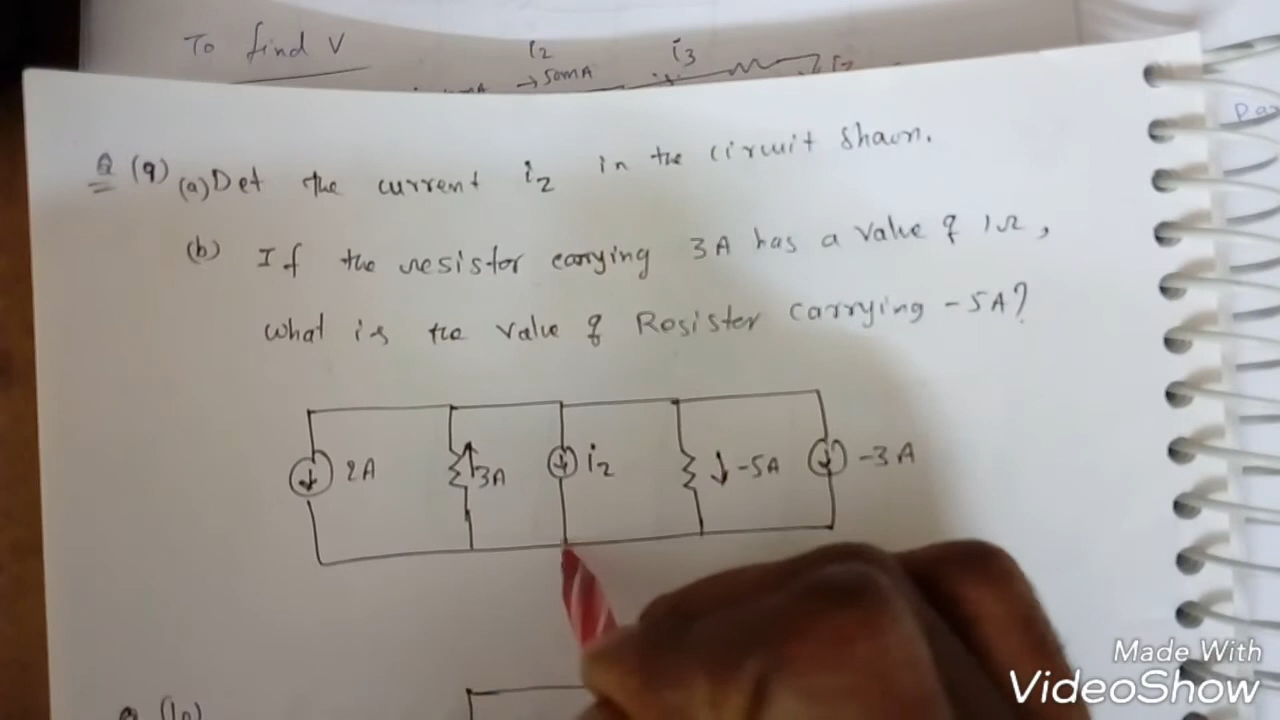 To find V
i2
→ 50mA
i3
Q (9) (a) Det the current i2 in the circuit shown.
(b) If the resistor carrying 3A has a value of 1Ω,
what is the value of Resister carrying -5A?
2A
3A
i2
-5A
-3A
Made With
VideoShow